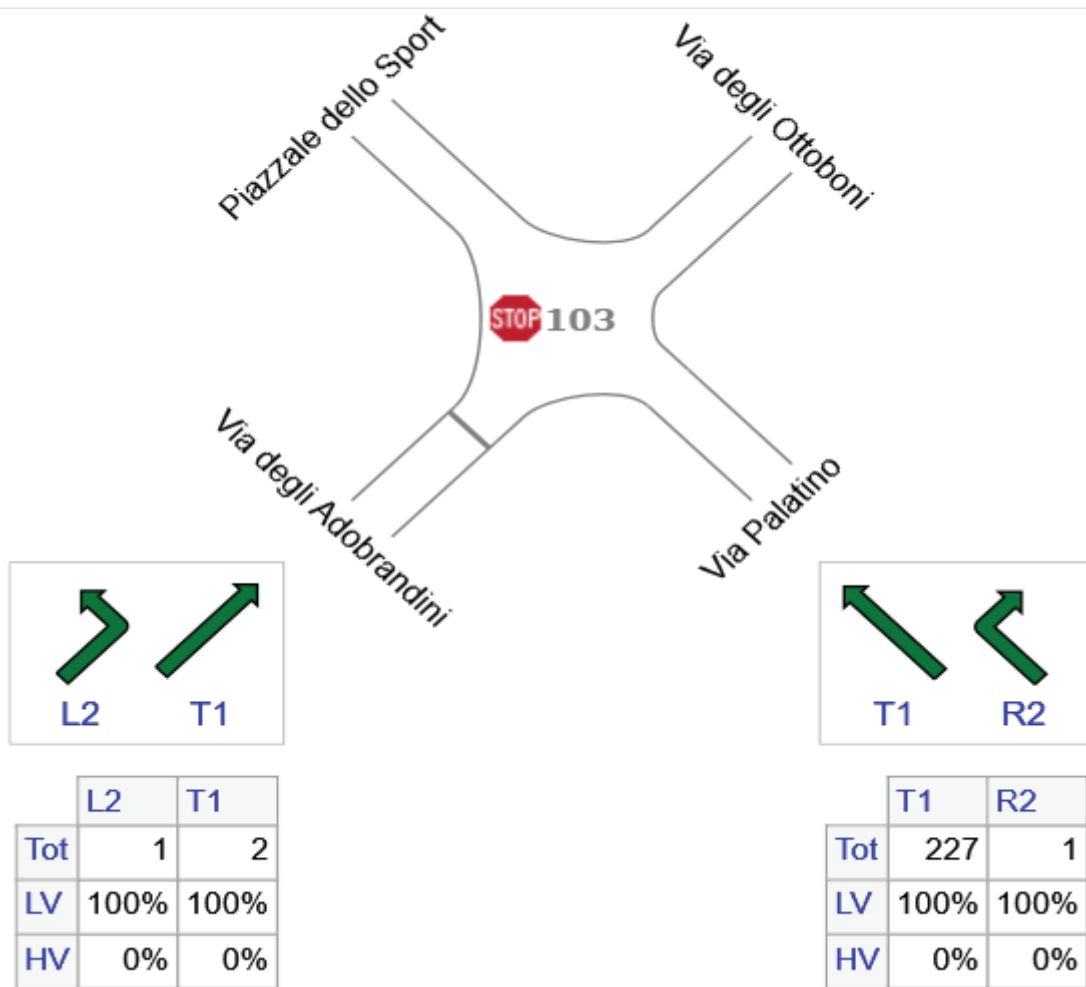 Piazzale dello Sport
Via degli Ottoboni
STOP 103
Via degli Adobrandini
Via Palatino
L2 T1
T1 R2
L2 T1
Tot 1 2
LV 100% 100%
HV 0% 0%
T1 R2
Tot 227 1
LV 100% 100%
HV 0% 0%